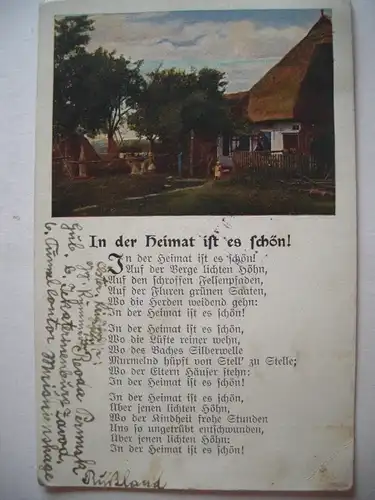 In der Heimat ist es schön!
In der Heimat ist es schön!
Auf der Berge lichten Höhn,
Auf den schroffen Felsenpfaden,
Auf der Fluren grünen Saaten,
Wo die Herden weidend gehn:
In der Heimat ist es schön!
In der Heimat ist es schön,
Wo die Lüfte reiner wehn,
Wo des Baches Silberwelle
Murmelnd hüpft von Stell' zu Stelle;
Wo der Eltern Häuser stehn:
In der Heimat ist es schön!
In der Heimat ist es schön,
Über jenen lichten Höhn,
Wo der Kindheit frohe Stunden
Uns so ungetrübt entschwunden,
Über jenen lichten Höhn:
In der Heimat ist es schön!
Permsk
Gub.
Rußland